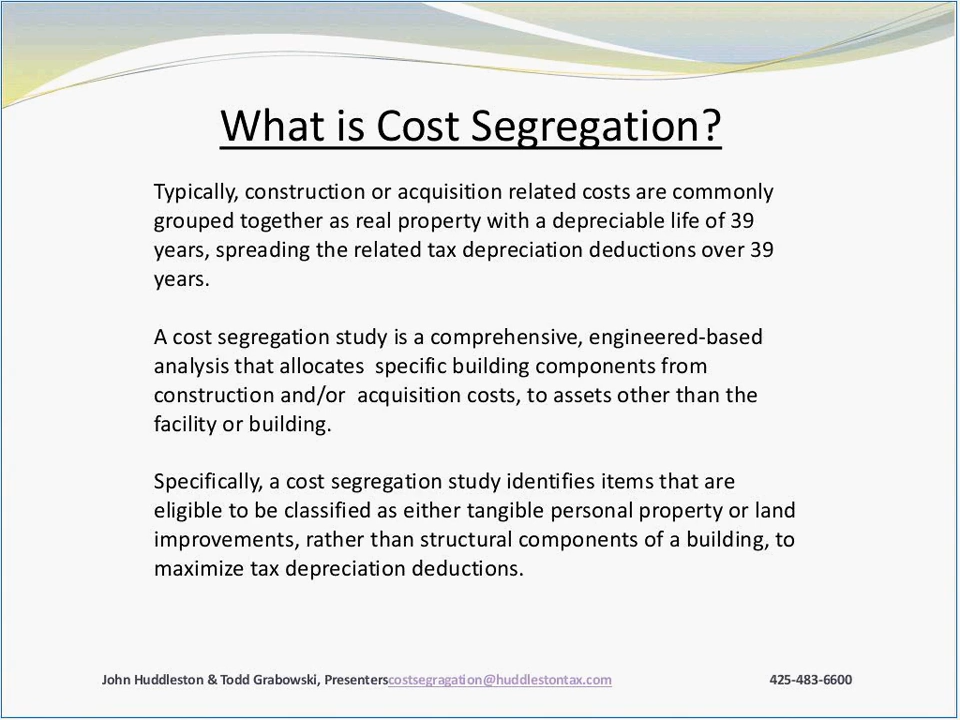 What is Cost Segregation?
Typically, construction or acquisition related costs are commonly
grouped together as real property with a depreciable life of 39
years, spreading the related tax depreciation deductions over 39
years.
A cost segregation study is a comprehensive, engineered-based
analysis that allocates  specific building components from
construction and/or  acquisition costs, to assets other than the
facility or building.
Specifically, a cost segregation study identifies items that are
eligible to be classified as either tangible personal property or land
improvements, rather than structural components of a building, to
maximize tax depreciation deductions.
John Huddleston & Todd Grabowski, Presenterscostsegragation@huddlestontax.com 425-483-6600